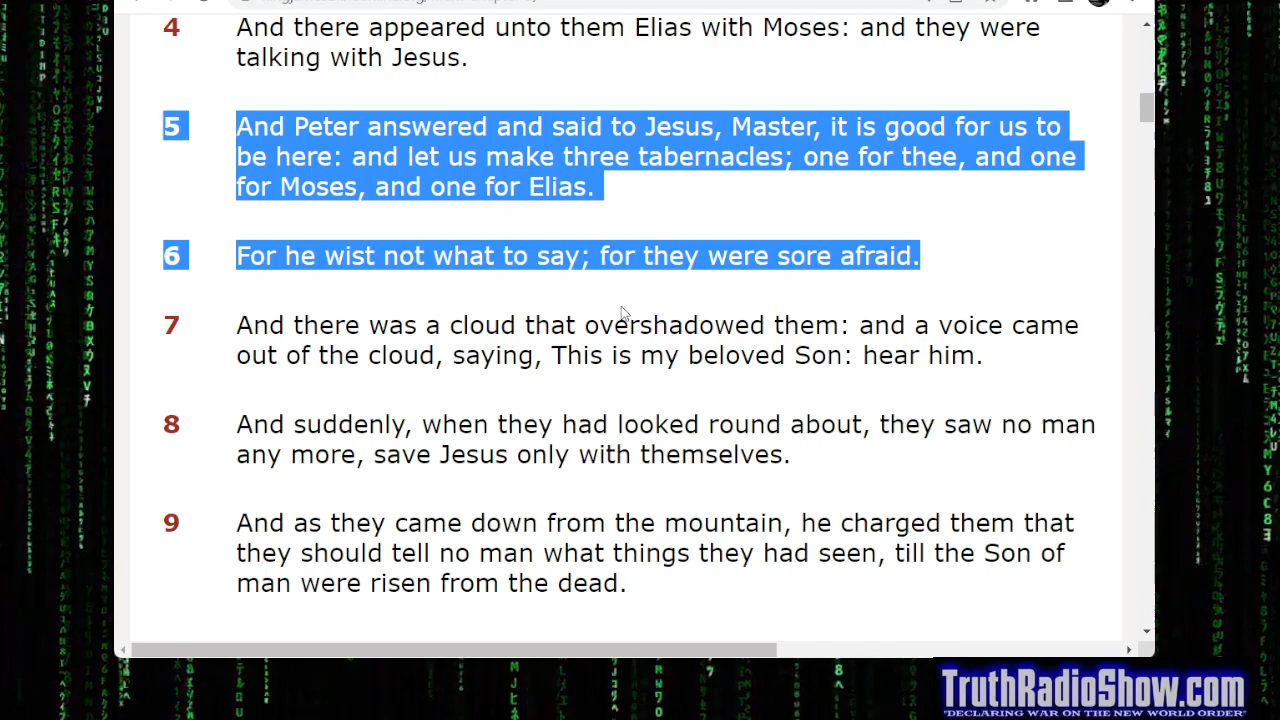 4 And there appeared unto them Elias with Moses: and they were
talking with Jesus.
5 And Peter answered and said to Jesus, Master, it is good for us to
be here: and let us make three tabernacles; one for thee, and one
for Moses, and one for Elias.
6 For he wist not what to say; for they were sore afraid.
7 And there was a cloud that overshadowed them: and a voice came
out of the cloud, saying, This is my beloved Son: hear him.
8 And suddenly, when they had looked round about, they saw no man
any more, save Jesus only with themselves.
9 And as they came down from the mountain, he charged them that
they should tell no man what things they had seen, till the Son of
man were risen from the dead.
TruthRadioShow.com
"DECLARING WAR ON THE NEW WORLD ORDER"